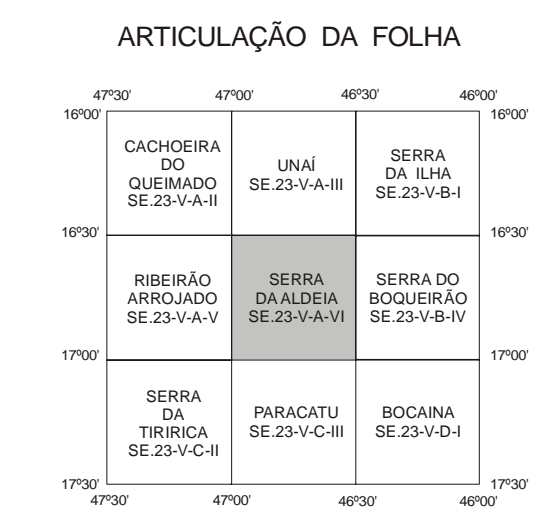 ARTICULAÇÃO DA FOLHA
47º30' 47º00' 46º30' 46º00'
16º00' 16º00'
CACHOEIRA
DO
QUEIMADO
SE.23-V-A-II
UNAÍ
SE.23-V-A-III
SERRA
DA ILHA
SE.23-V-B-I
16º30' 16º30'
RIBEIRÃO
ARROJADO
SE.23-V-A-V
SERRA
DA ALDEIA
SE.23-V-A-VI
SERRA DO
BOQUEIRÃO
SE.23-V-B-IV
17º00' 17º00'
SERRA
DA
TIRIRICA
SE.23-V-C-II
PARACATU
SE.23-V-C-III
BOCAINA
SE.23-V-D-I
17º30' 17º30'
47º30' 47º00' 46º30' 46º00'